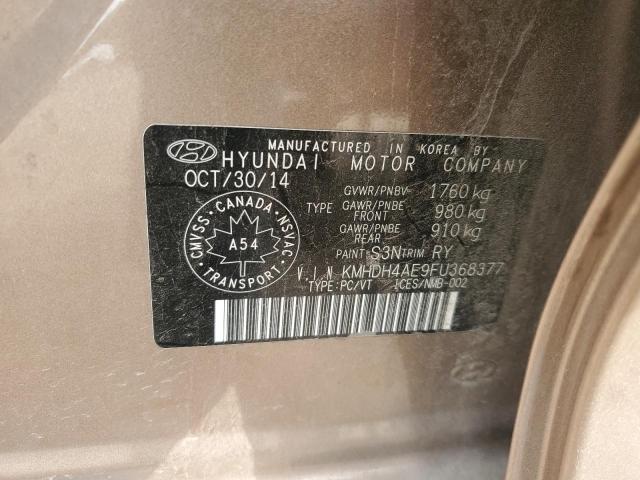 MANUFACTURED IN KOREA BY
HYUNDAI MOTOR COMPANY
OCT/30/14
GVWR/PNBV 1760 kg
TYPE GAWR/PNBE FRONT 980 kg
GAWR/PNBE REAR 910 kg
PAINT: S3N TRIM: RY
V.I.N KMHDH4AE9FU368377
TYPE: PC/VT ICES/NMB-002
CMVSS · CANADA · NSVAC
A54
TRANSPORT